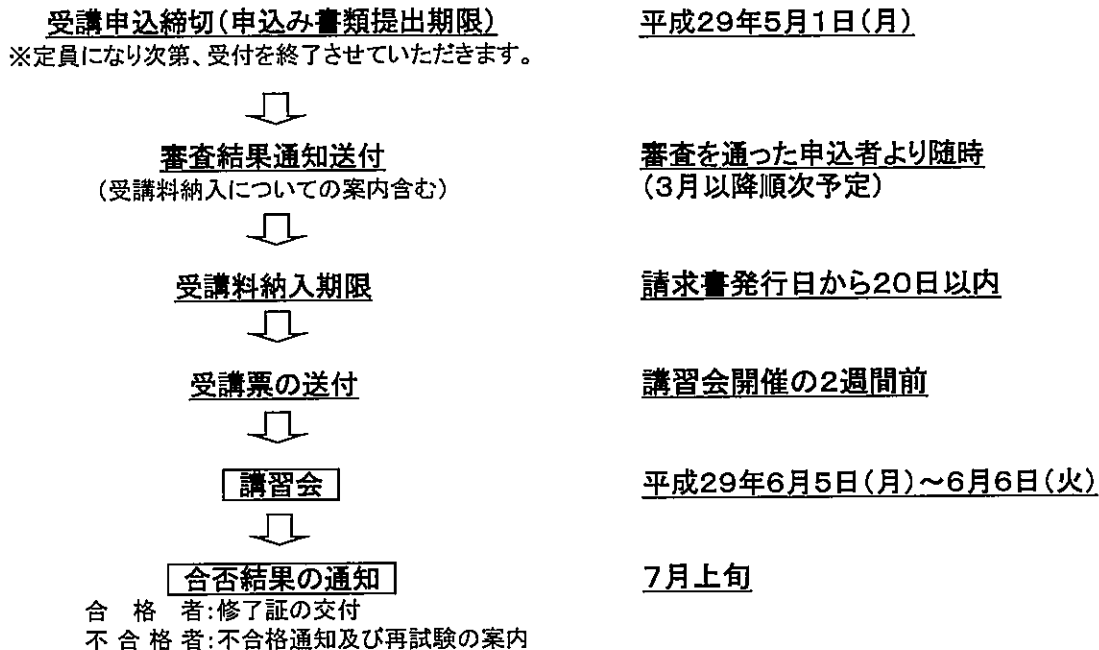 受講申込締切(申込み書類提出期限)　平成29年5月1日(月)
※定員になり次第、受付を終了させていただきます。
審査結果通知送付　審査を通った申込者より随時
(受講料納入についての案内含む)　(3月以降順次予定)
受講料納入期限　請求書発行日から20日以内
受講票の送付　講習会開催の2週間前
講習会　平成29年6月5日(月)～6月6日(火)
合否結果の通知　7月上旬
合　格　者:修了証の交付
不 合 格 者:不合格通知及び再試験の案内